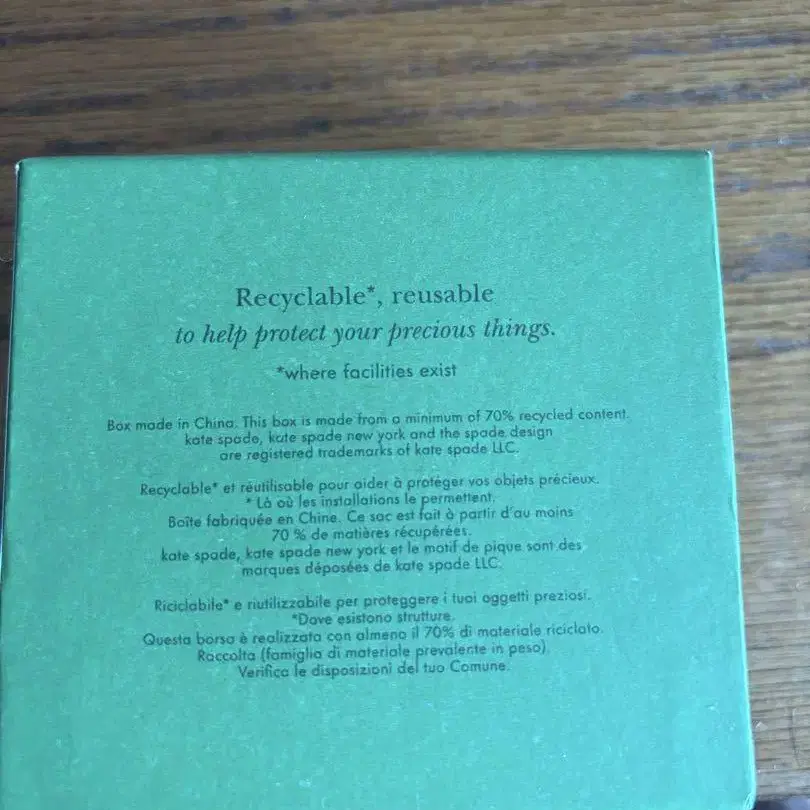 Recyclable*, reusable
to help protect your precious things.
*where facilities exist
Box made in China. This box is made from a minimum of 70% recycled content.
kate spade, kate spade new york and the spade design
are registered trademarks of kate spade LLC.
Recyclable* et réutilisable pour aider à protéger vos objets précieux.
* Là où les installations le permettent.
Boîte fabriquée en Chine. Ce sac est fait à partir d'au moins
70 % de matières récupérées.
kate spade, kate spade new york et le motif de pique sont des
marques déposées de kate spade LLC.
Riciclabile* e riutilizzabile per proteggere i tuoi oggetti preziosi.
*Dove esistono strutture.
Questa borsa è realizzata con almeno il 70% di materiale riciclato.
Raccolta (famiglia di materiale prevalente in peso).
Verifica le disposizioni del tuo Comune.